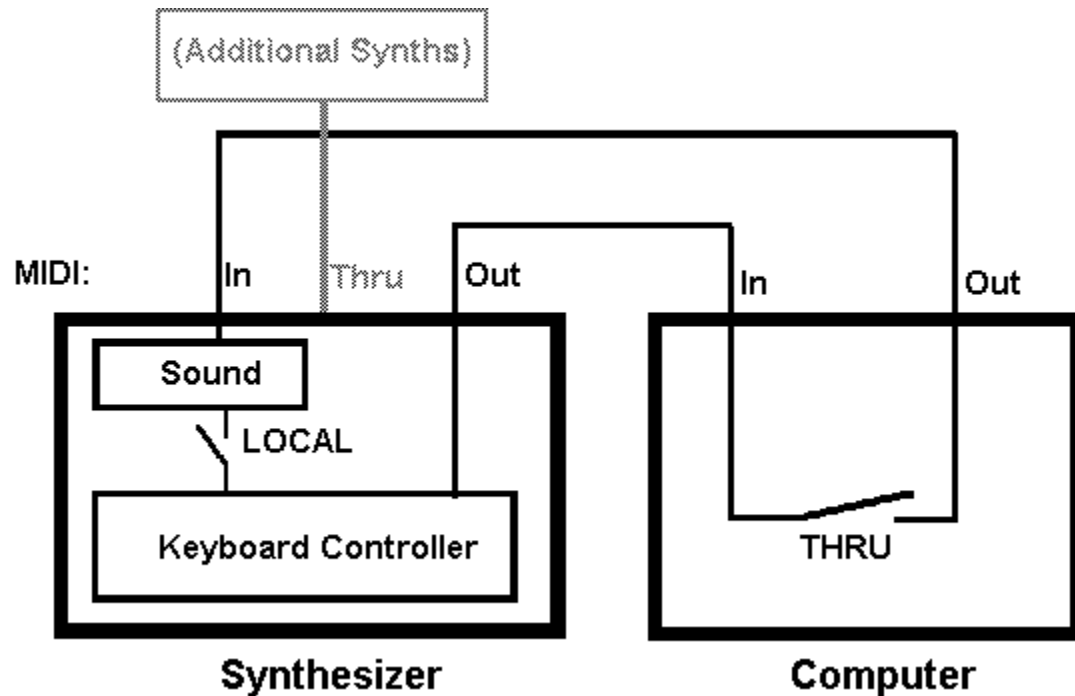 (Additional Synths)
MIDI:
In
Thru
Out
In
Out
Sound
LOCAL
Keyboard Controller
THRU
Synthesizer
Computer